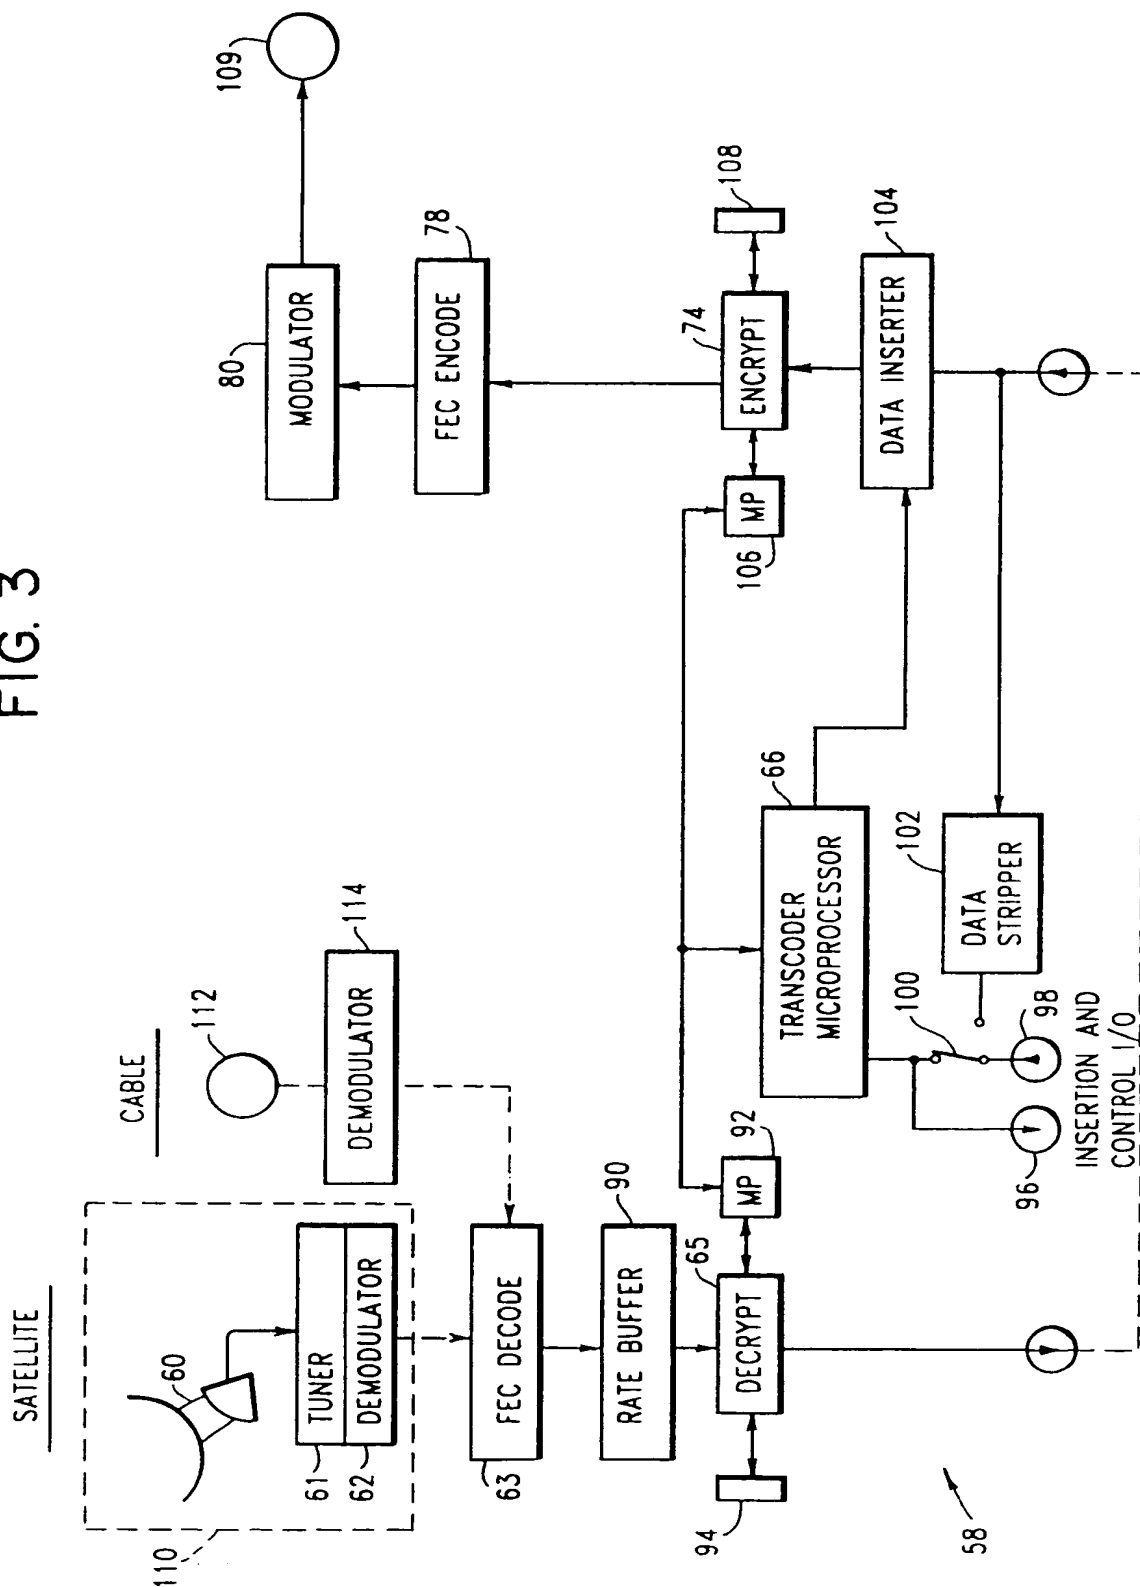 FIG. 3
SATELLITE
CABLE
110
60
TUNER
61
DEMODULATOR
62
112
DEMODULATOR
114
FEC DECODE
63
RATE BUFFER
90
DECRYPT
65
MP
92
94
TRANSCODER
MICROPROCESSOR
66
100
98
96
INSERTION AND
CONTROL I/O
DATA
STRIPPER
102
58
109
MODULATOR
80
FEC ENCODE
78
ENCRYPT
74
MP
106
108
DATA INSERTER
104